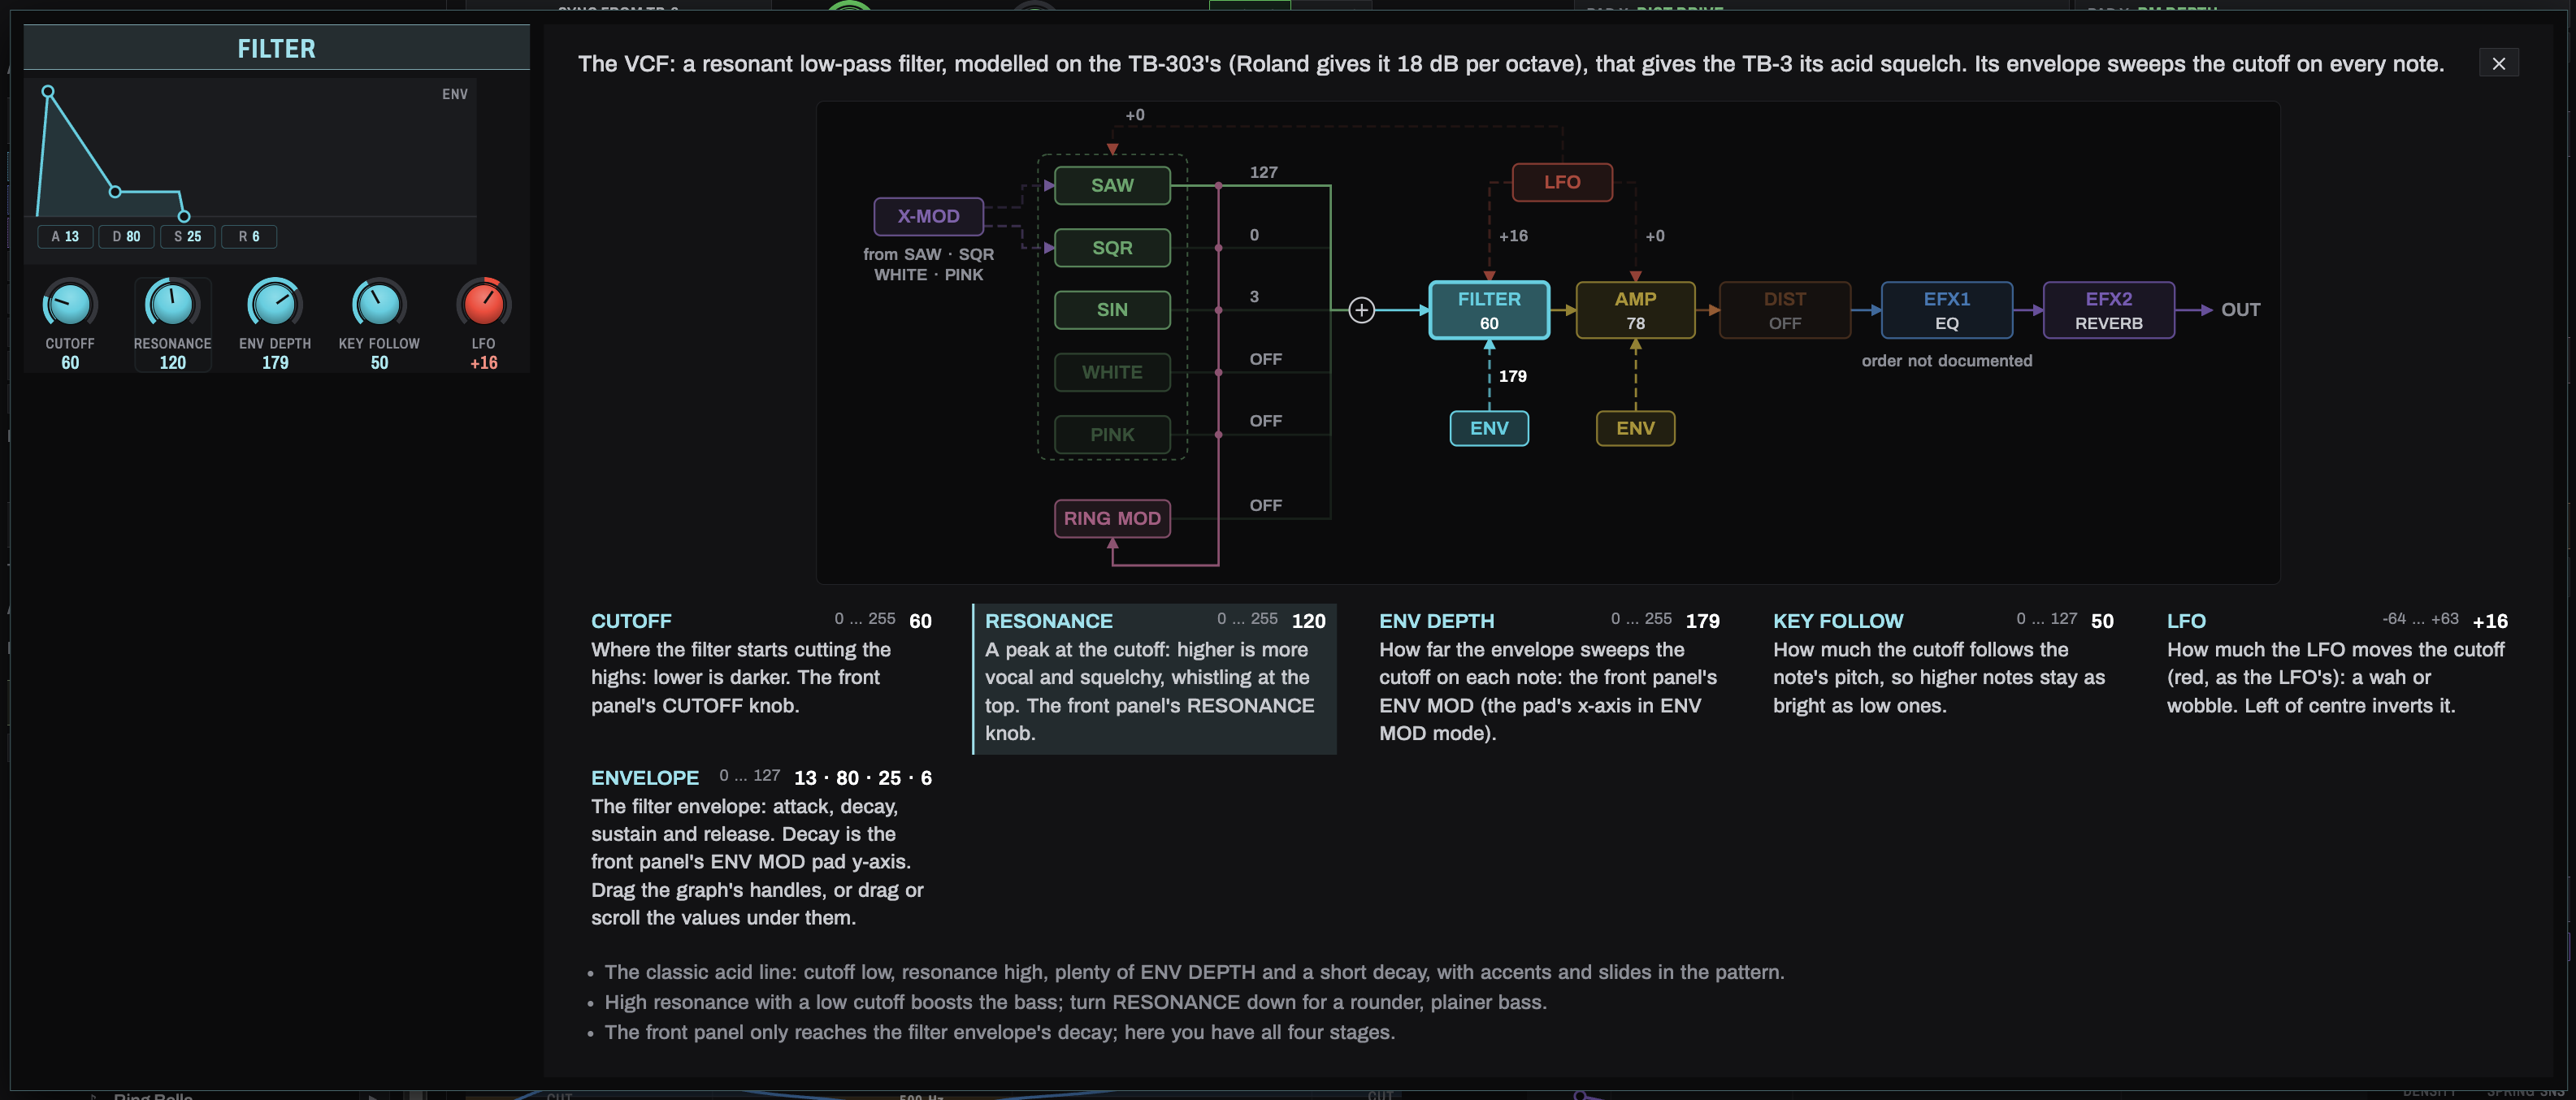 FILTER
ENV
A 13
D 80
S 25
R 6
CUTOFF
60
RESONANCE
120
ENV DEPTH
179
KEY FOLLOW
50
LFO
+16
The VCF: a resonant low-pass filter, modelled on the TB-303's (Roland gives it 18 dB per octave), that gives the TB-3 its acid squelch. Its envelope sweeps the cutoff on every note.
+0
SAW
127
LFO
X-MOD
from SAW · SQR
WHITE · PINK
SQR
0
+16
+0
SIN
3
FILTER
60
AMP
78
DIST
OFF
EFX1
EQ
EFX2
REVERB
OUT
order not documented
WHITE
OFF
179
PINK
OFF
ENV
ENV
RING MOD
OFF
CUTOFF 0 ... 255 60
Where the filter starts cutting the
highs: lower is darker. The front
panel's CUTOFF knob.
RESONANCE 0 ... 255 120
A peak at the cutoff: higher is more
vocal and squelchy, whistling at the
top. The front panel's RESONANCE
knob.
ENV DEPTH 0 ... 255 179
How far the envelope sweeps the
cutoff on each note: the front panel's
ENV MOD (the pad's x-axis in ENV
MOD mode).
KEY FOLLOW 0 ... 127 50
How much the cutoff follows the
note's pitch, so higher notes stay as
bright as low ones.
LFO -64 ... +63 +16
How much the LFO moves the cutoff
(red, as the LFO's): a wah or
wobble. Left of centre inverts it.
ENVELOPE 0 ... 127 13 · 80 · 25 · 6
The filter envelope: attack, decay,
sustain and release. Decay is the
front panel's ENV MOD pad y-axis.
Drag the graph's handles, or drag or
scroll the values under them.
• The classic acid line: cutoff low, resonance high, plenty of ENV DEPTH and a short decay, with accents and slides in the pattern.
• High resonance with a low cutoff boosts the bass; turn RESONANCE down for a rounder, plainer bass.
• The front panel only reaches the filter envelope's decay; here you have all four stages.